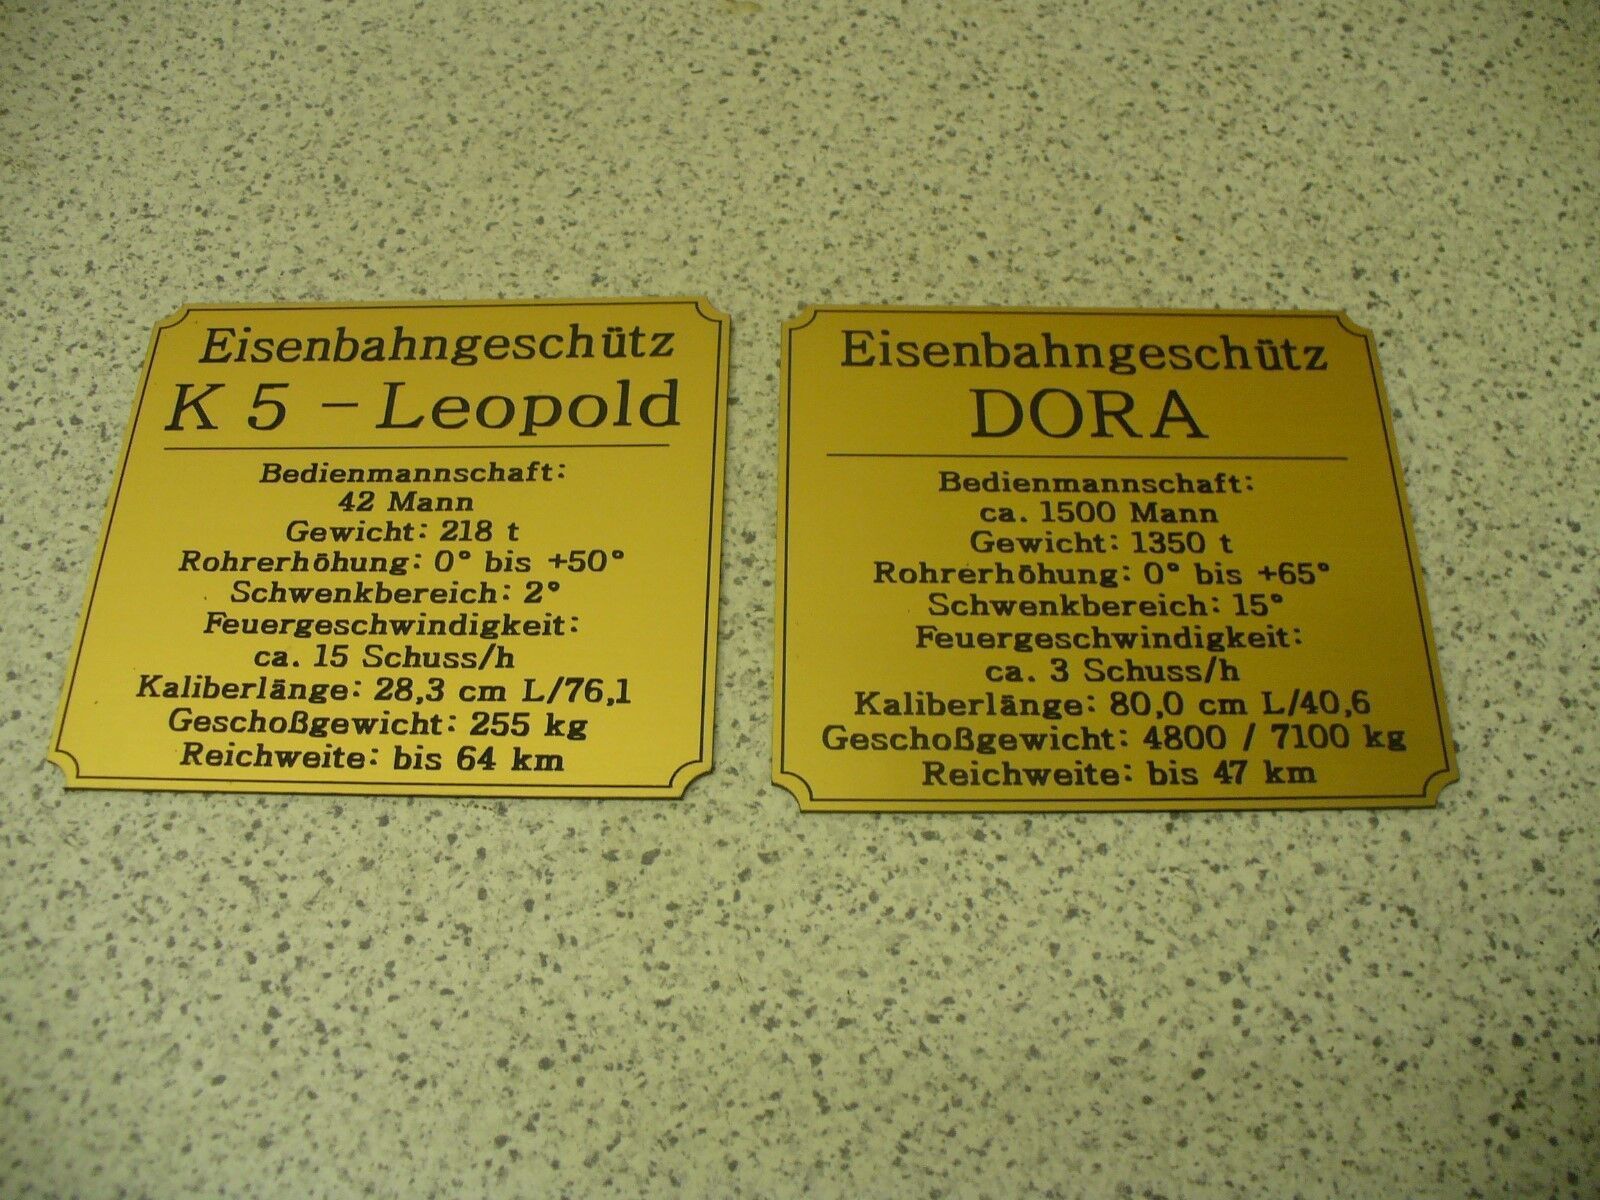 Eisenbahngeschütz
K 5 - Leopold
Bedienmannschaft:
42 Mann
Gewicht: 218 t
Rohrerhöhung: 0° bis +50°
Schwenkbereich: 2°
Feuergeschwindigkeit:
ca. 15 Schuss/h
Kaliberlänge: 28,3 cm L/76,1
Geschoßgewicht: 255 kg
Reichweite: bis 64 km
Eisenbahngeschütz
DORA
Bedienmannschaft:
ca. 1500 Mann
Gewicht: 1350 t
Rohrerhöhung: 0° bis +65°
Schwenkbereich: 15°
Feuergeschwindigkeit:
ca. 3 Schuss/h
Kaliberlänge: 80,0 cm L/40,6
Geschoßgewicht: 4800 / 7100 kg
Reichweite: bis 47 km